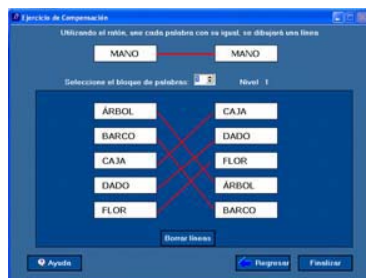 Ejercicio de Compensación
Utilizando el ratón, une cada palabra con su igual, se dibujará una línea
MANO MANO
Seleccione el bloque de palabras: Nivel 1
ÁRBOL CAJA
BARCO DADO
CAJA FLOR
DADO ÁRBOL
FLOR BARCO
Borrar líneas
Ayuda Regresar Finalizar